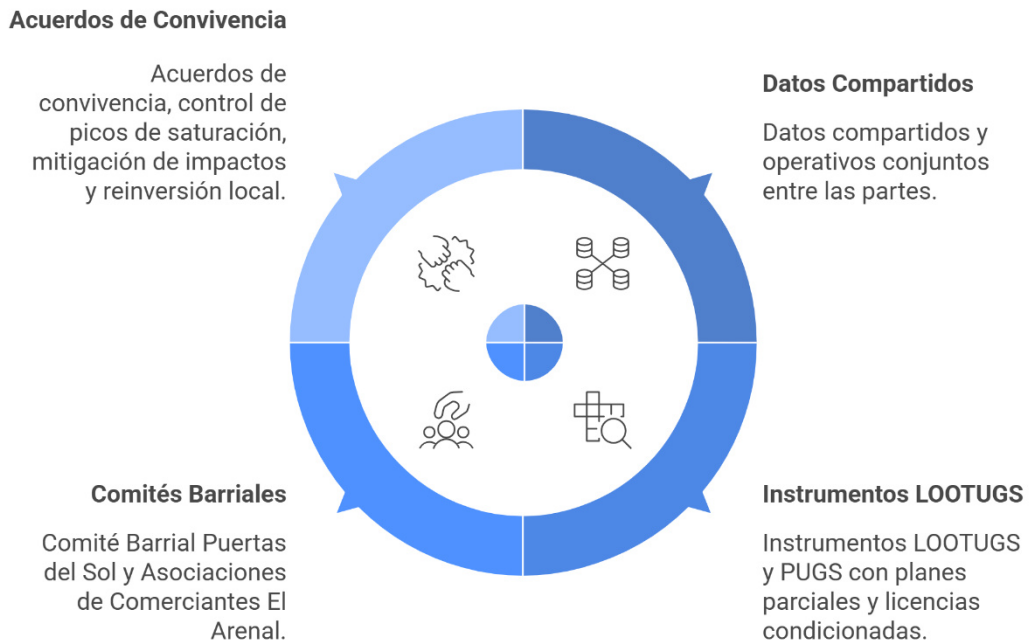 Acuerdos de Convivencia
Acuerdos de
convivencia, control de
picos de saturación,
mitigación de impactos
y reinversión local.
Datos Compartidos
Datos compartidos y
operativos conjuntos
entre las partes.
Comités Barriales
Comité Barrial Puertas
del Sol y Asociaciones
de Comerciantes El
Arenal.
Instrumentos LOOTUGS
Instrumentos LOOTUGS
y PUGS con planes
parciales y licencias
condicionadas.